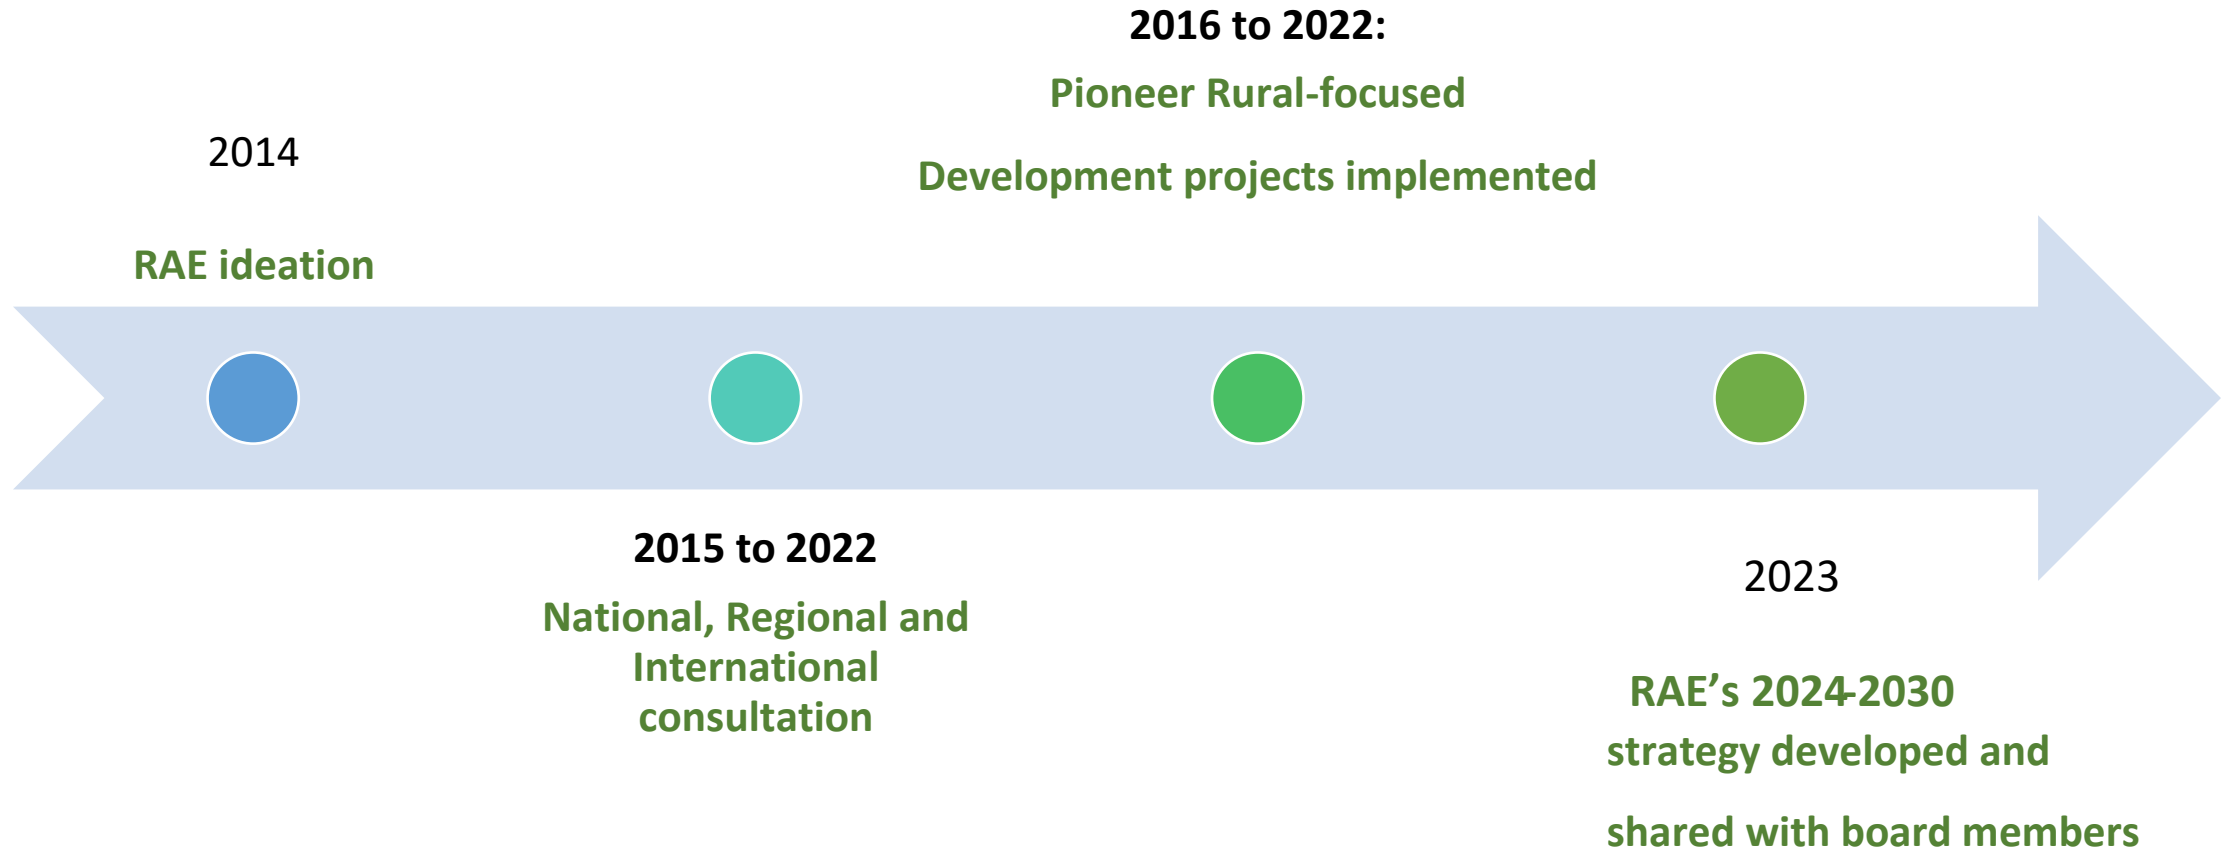 2014
RAE ideation
2015 to 2022
National, Regional and
International
consultation
2016 to 2022:
Pioneer Rural-focused
Development projects implemented
2023
RAE’s 2024-2030
strategy developed and
shared with board members